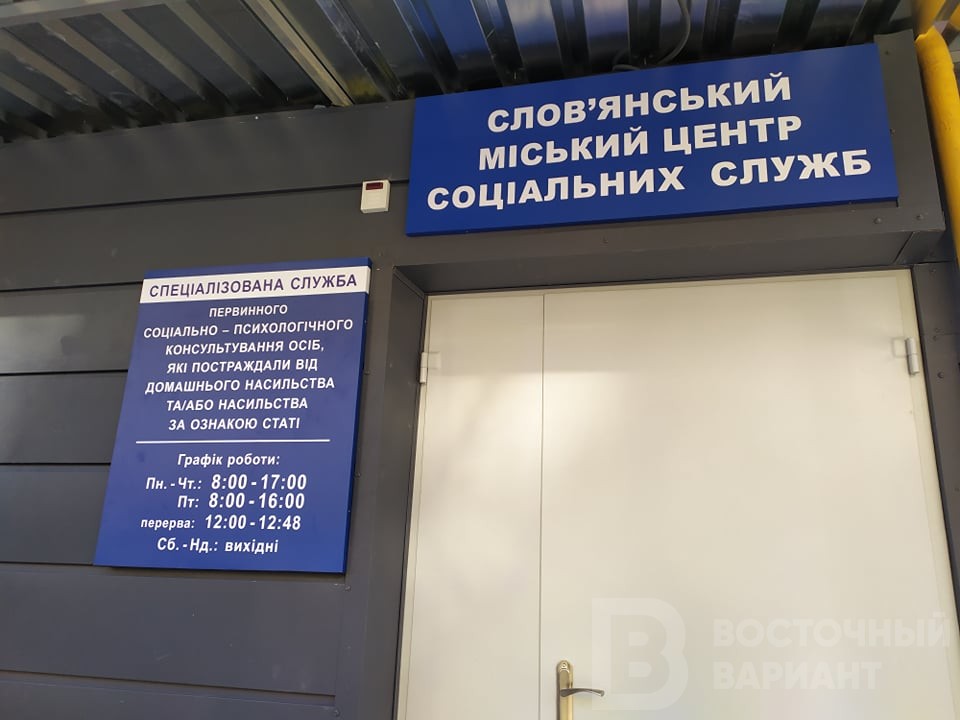 СЛОВ’ЯНСЬКИЙ
МІСЬКИЙ ЦЕНТР
СОЦІАЛЬНИХ СЛУЖБ
СПЕЦІАЛІЗОВАНА СЛУЖБА
ПЕРВИННОГО
СОЦІАЛЬНО – ПСИХОЛОГІЧНОГО
КОНСУЛЬТУВАННЯ ОСІБ,
ЯКІ ПОСТРАЖДАЛИ ВІД
ДОМАШНЬОГО НАСИЛЬСТВА
ТА/АБО НАСИЛЬСТВА
ЗА ОЗНАКОЮ СТАТІ
Графік роботи:
Пн. - Чт.: 8:00 - 17:00
Пт: 8:00 - 16:00
перерва: 12:00 - 12:48
Сб. - Нд.: вихідні
В ВОСТОЧНЫЙ
ВАРИАНТ